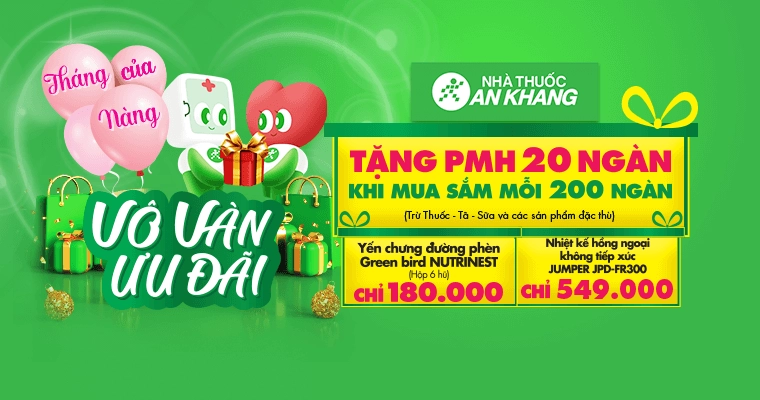 Tháng của
Nàng
VÔ VÀN
ƯU ĐÃI
NHÀ THUỐC
AN KHANG
TẶNG PMH 20 NGÀN
KHI MUA SẮM MỖI 200 NGÀN
(Trừ Thuốc - Tã - Sữa và các sản phẩm đặc thù)
Yến chưng đường phèn
Green bird NUTRINEST
(Hộp 6 hũ)
CHỈ 180.000
Nhiệt kế hồng ngoại
không tiếp xúc
JUMPER JPD-FR300
CHỈ 549.000